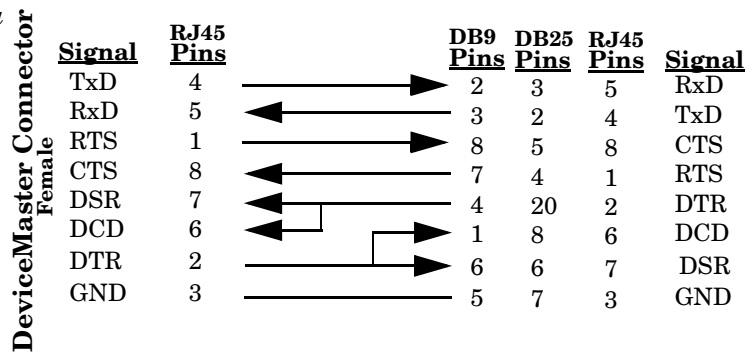 a
DeviceMaster Connector
Female
Signal RJ45 Pins DB9 Pins DB25 Pins RJ45 Pins Signal
TxD 4 2 3 5 RxD
RxD 5 3 2 4 TxD
RTS 1 8 5 8 CTS
CTS 8 7 4 1 RTS
DSR 7 4 20 2 DTR
DCD 6 1 8 6 DCD
DTR 2 6 6 7 DSR
GND 3 5 7 3 GND